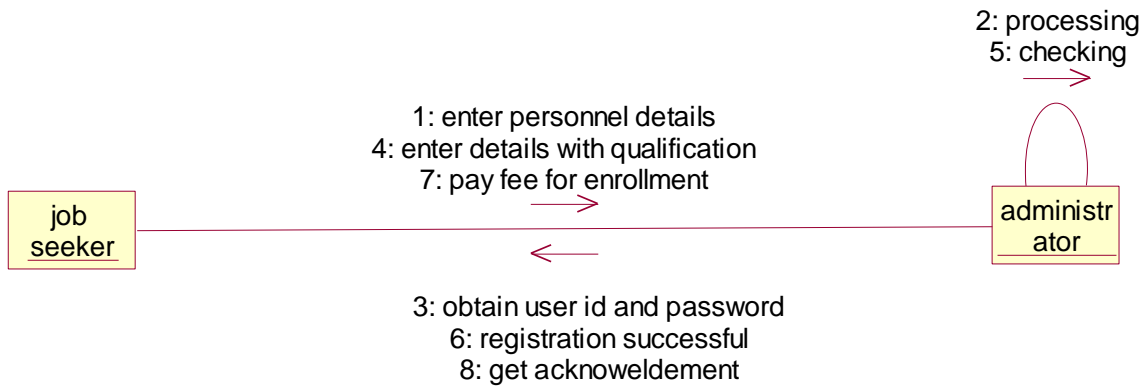 2: processing
5: checking
1: enter personnel details
4: enter details with qualification
7: pay fee for enrollment
job
seeker
administr
ator
3: obtain user id and password
6: registration successful
8: get acknoweldement